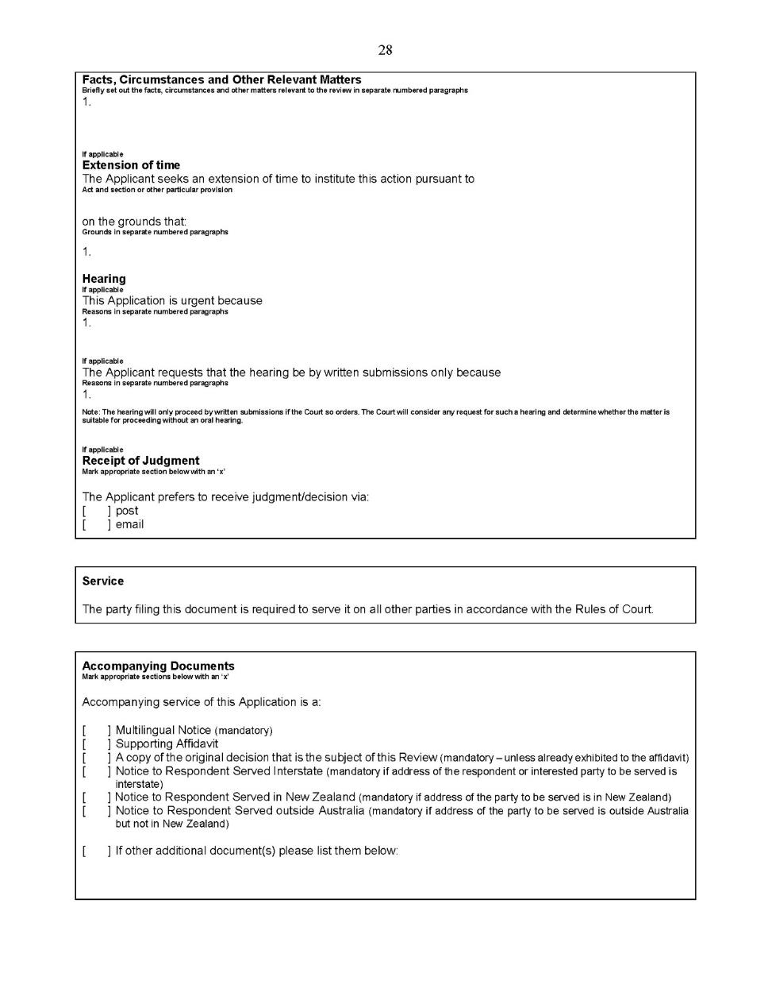 28
Facts, Circumstances and Other Relevant Matters
Briefly set out the facts, circumstances and other matters relevant to the review in separate numbered paragraphs
1.
If applicable
Extension of time
The Applicant seeks an extension of time to institute this action pursuant to
Act and section or other particular provision
on the grounds that:
Grounds in separate numbered paragraphs
1.
Hearing
If applicable
This Application is urgent because
Reasons in separate numbered paragraphs
1.
If applicable
The Applicant requests that the hearing be by written submissions only because
Reasons in separate numbered paragraphs
1.
Note: The hearing will only proceed by written submissions if the Court so orders. The Court will consider any request for such a hearing and determine whether the matter is
suitable for proceeding without an oral hearing.
If applicable
Receipt of Judgment
Mark appropriate section below with an ‘x’
The Applicant prefers to receive judgment/decision via:
[ ] post
[ ] email
Service
The party filing this document is required to serve it on all other parties in accordance with the Rules of Court.
Accompanying Documents
Mark appropriate sections below with an ‘x’
Accompanying service of this Application is a:
[ ] Multilingual Notice (mandatory)
[ ] Supporting Affidavit
[ ] A copy of the original decision that is the subject of this Review (mandatory – unless already exhibited to the affidavit)
[ ] Notice to Respondent Served Interstate (mandatory if address of the respondent or interested party to be served is
interstate)
[ ] Notice to Respondent Served in New Zealand (mandatory if address of the party to be served is in New Zealand)
[ ] Notice to Respondent Served outside Australia (mandatory if address of the party to be served is outside Australia
but not in New Zealand)
[ ] If other additional document(s) please list them below: